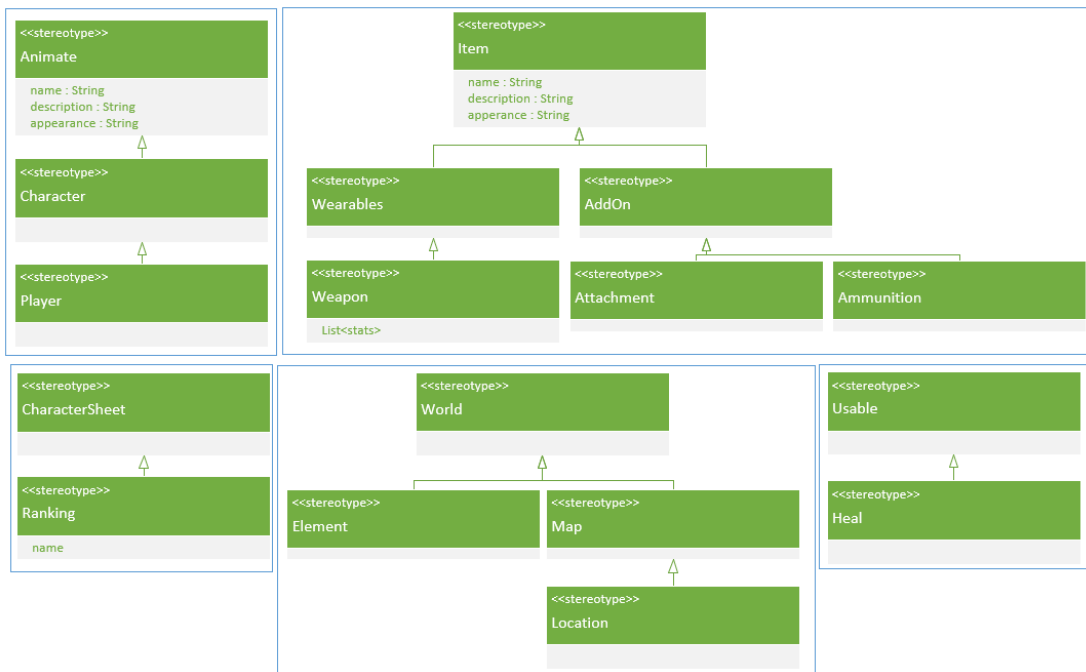 <<stereotype>>
Animate
name : String
description : String
appearance : String
<<stereotype>>
Character
<<stereotype>>
Player
<<stereotype>>
Item
name : String
description : String
apperance : String
<<stereotype>>
Wearables
<<stereotype>>
AddOn
<<stereotype>>
Weapon
List<stats>
<<stereotype>>
Attachment
<<stereotype>>
Ammunition
<<stereotype>>
CharacterSheet
<<stereotype>>
Ranking
name
<<stereotype>>
World
<<stereotype>>
Element
<<stereotype>>
Map
<<stereotype>>
Location
<<stereotype>>
Usable
<<stereotype>>
Heal